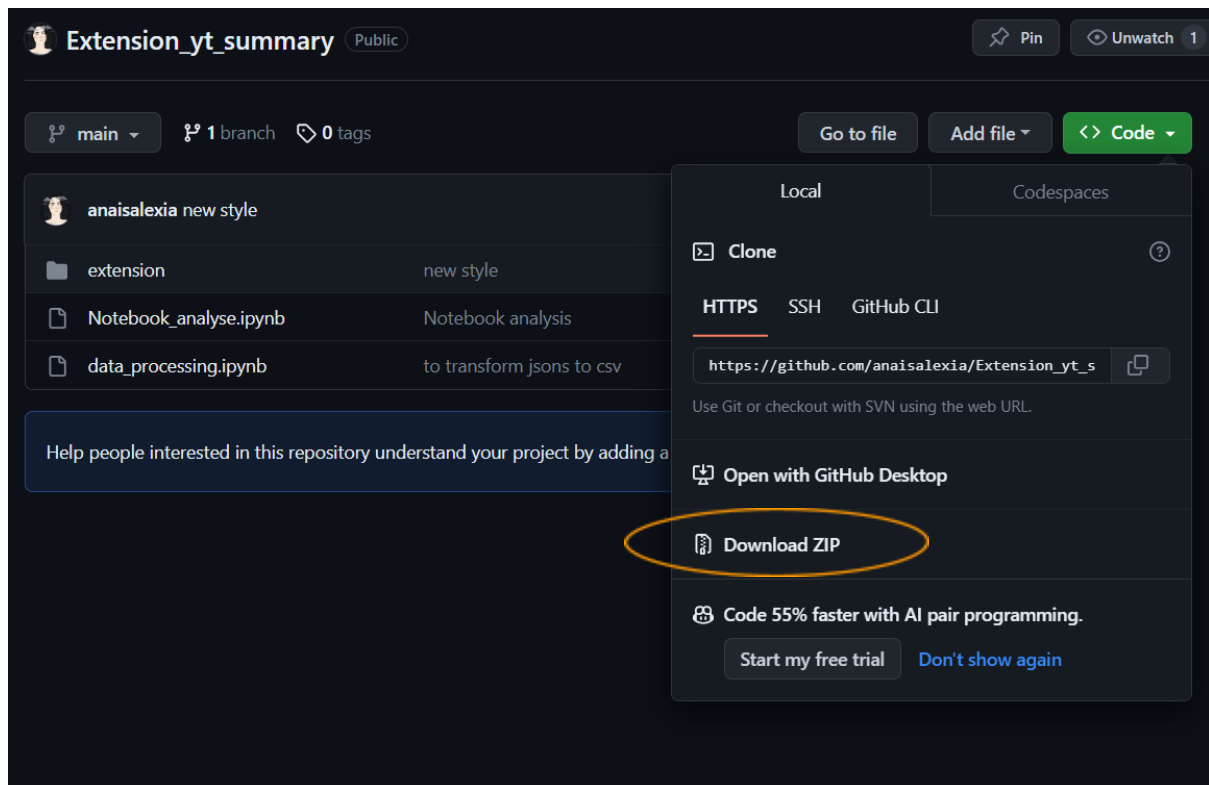 Extension_yt_summary Public Pin Unwatch 1
main 1 branch 0 tags Go to file Add file <> Code
Local Codespaces
anaisalexia new style
Clone
extension new style
HTTPS SSH GitHub CLI
Notebook_analyse.ipynb Notebook analysis
data_processing.ipynb to transform jsons to csv
https://github.com/anaisalexia/Extension_yt_s
Use Git or checkout with SVN using the web URL.
Help people interested in this repository understand your project by adding a
Open with GitHub Desktop
Download ZIP
Code 55% faster with AI pair programming.
Start my free trial Don't show again